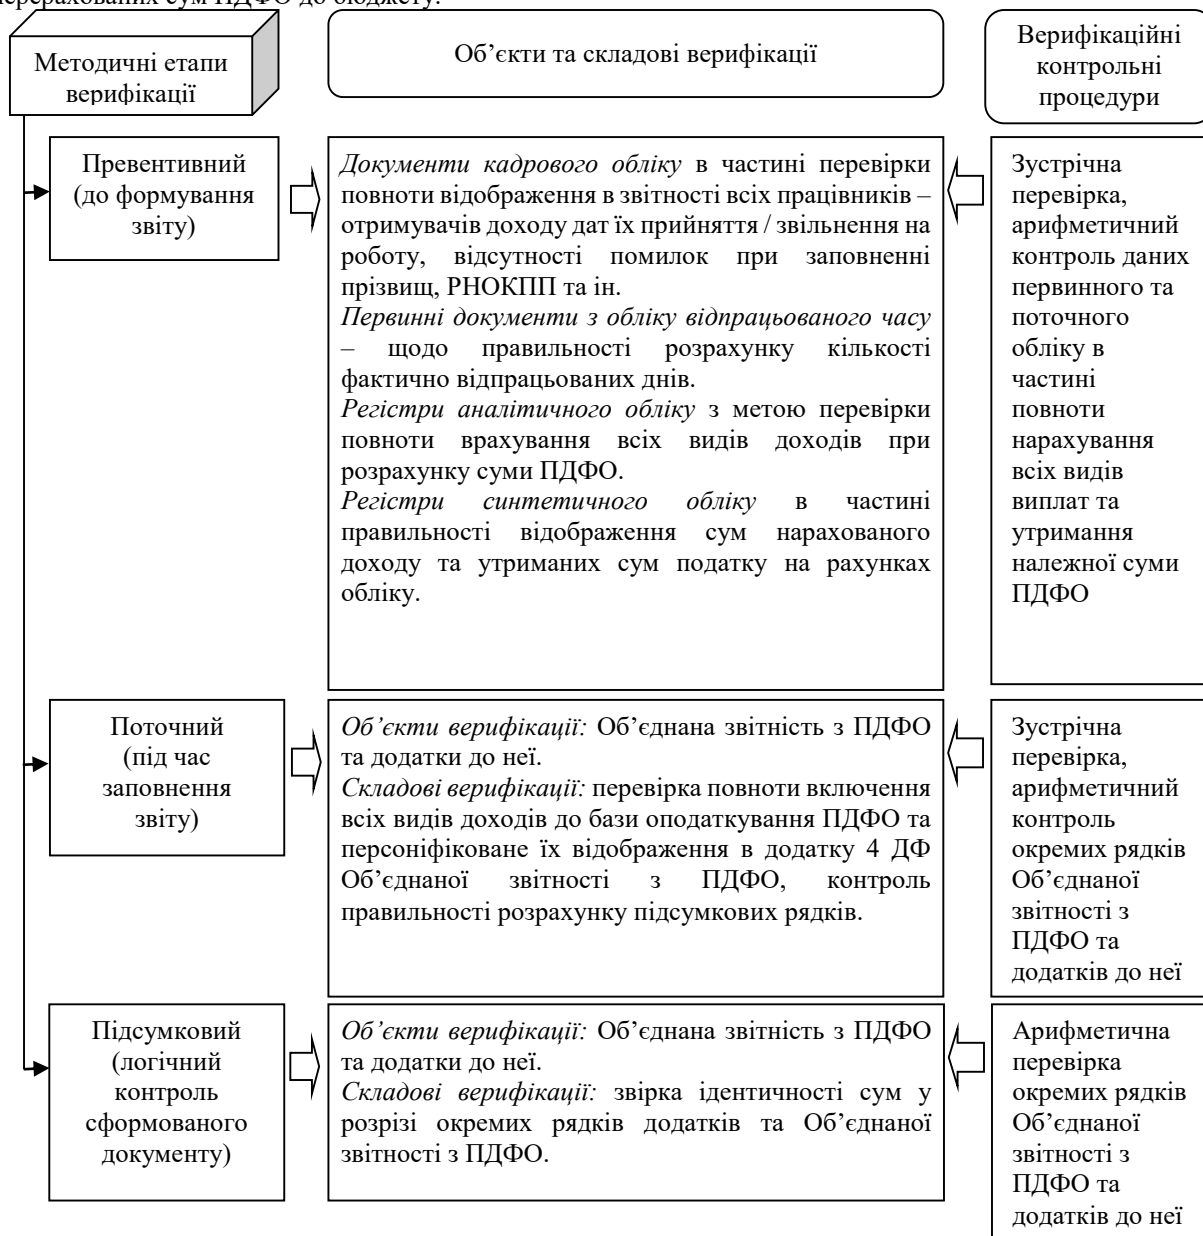 перерахованих сум ПДФО до бюджету.
Методичні етапи
верифікації
Об’єкти та складові верифікації
Верифікаційні
контрольні
процедури
Превентивний
(до формування
звіту)
Документи кадрового обліку в частині перевірки
повноти відображення в звітності всіх працівників –
отримувачів доходу дат їх прийняття / звільнення на
роботу, відсутності помилок при заповненні
прізвищ, РНОКПП та ін.
Первинні документи з обліку відпрацьованого часу
– щодо правильності розрахунку кількості
фактично відпрацьованих днів.
Регістри аналітичного обліку з метою перевірки
повноти врахування всіх видів доходів при
розрахунку суми ПДФО.
Регістри синтетичного обліку в частині
правильності відображення сум нарахованого
доходу та утриманих сум податку на рахунках
обліку.
Зустрічна
перевірка,
арифметичний
контроль даних
первинного та
поточного
обліку в
частині
повноти
нарахування
всіх видів
виплат та
утримання
належної суми
ПДФО
Поточний
(під час
заповнення
звіту)
Об’єкти верифікації: Об’єднана звітність з ПДФО
та додатки до неї.
Складові верифікації: перевірка повноти включення
всіх видів доходів до бази оподаткування ПДФО та
персоніфіковане їх відображення в додатку 4 ДФ
Об’єднаної звітності з ПДФО, контроль
правильності розрахунку підсумкових рядків.
Зустрічна
перевірка,
арифметичний
контроль
окремих рядків
Об’єднаної
звітності з
ПДФО та
додатків до неї
Підсумковий
(логічний
контроль
сформованого
документу)
Об’єкти верифікації: Об’єднана звітність з ПДФО
та додатки до неї.
Складові верифікації: звірка ідентичності сум у
розрізі окремих рядків додатків та Об’єднаної
звітності з ПДФО.
Арифметична
перевірка
окремих рядків
Об’єднаної
звітності з
ПДФО та
додатків до неї